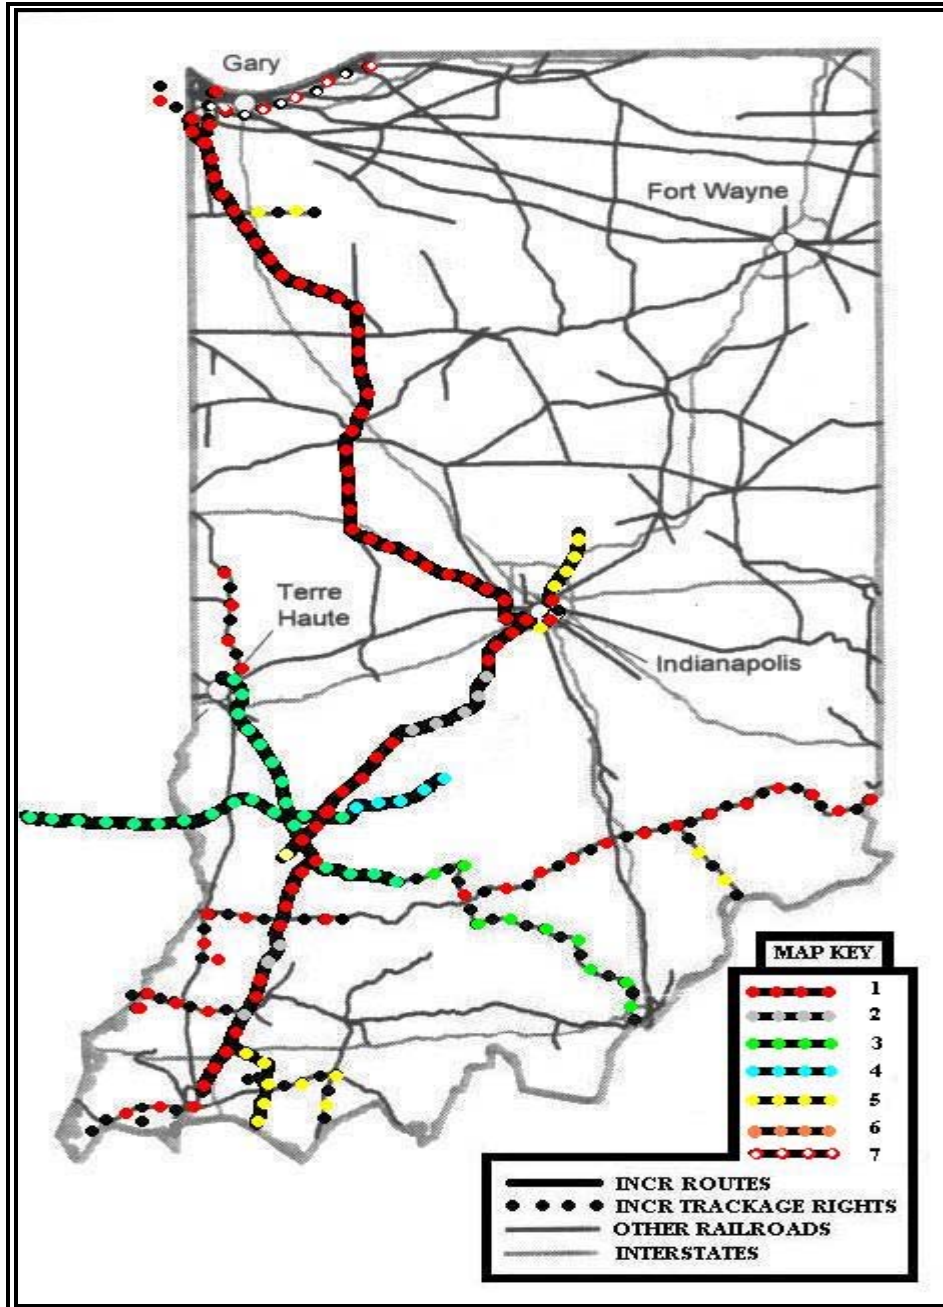 Gary
Fort Wayne
Terre
Haute
Indianapolis
MAP KEY
1
2
3
4
5
6
7
INCR ROUTES
INCR TRACKAGE RIGHTS
OTHER RAILROADS
INTERSTATES